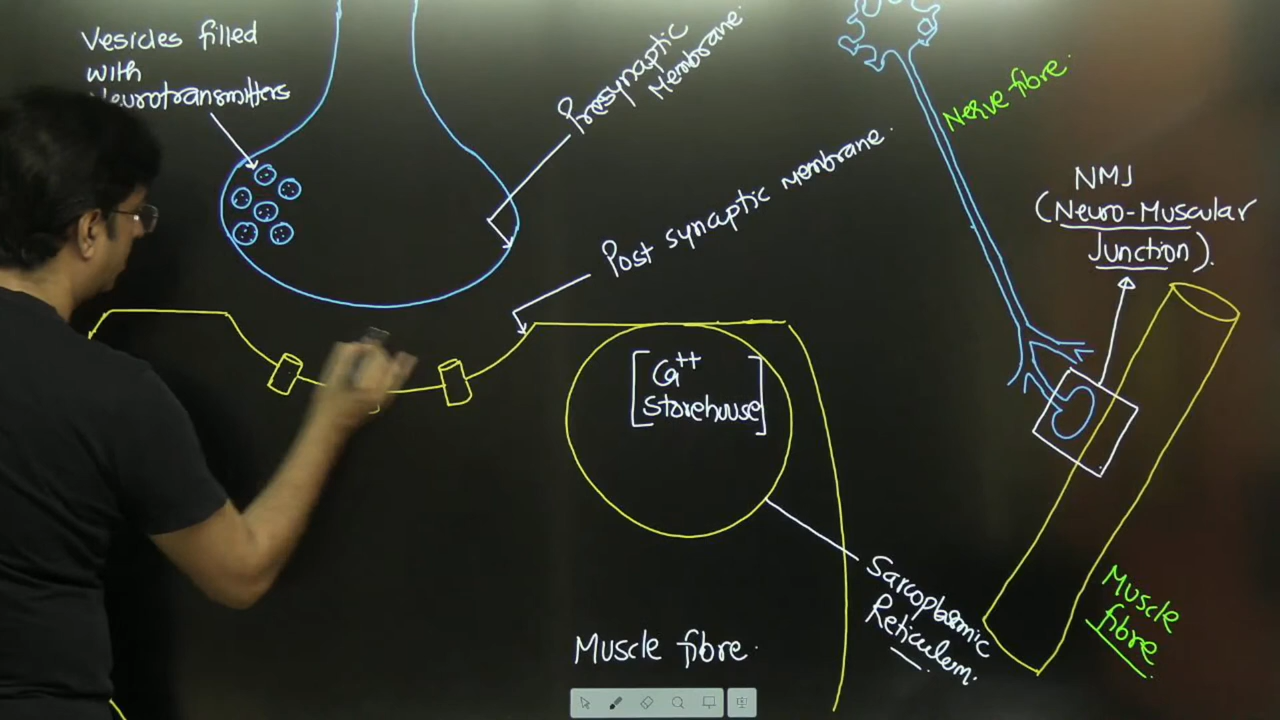 Vesicles filled
with
Neurotransmitters
Presynaptic
Membrane.
Post synaptic membrane.
Nerve fibre.
NMJ
(Neuro-Muscular
Junction).
[Ca++
Storehouse]
Sarcoplasmic
Reticulum.
Muscle fibre.
Muscle
fibre.